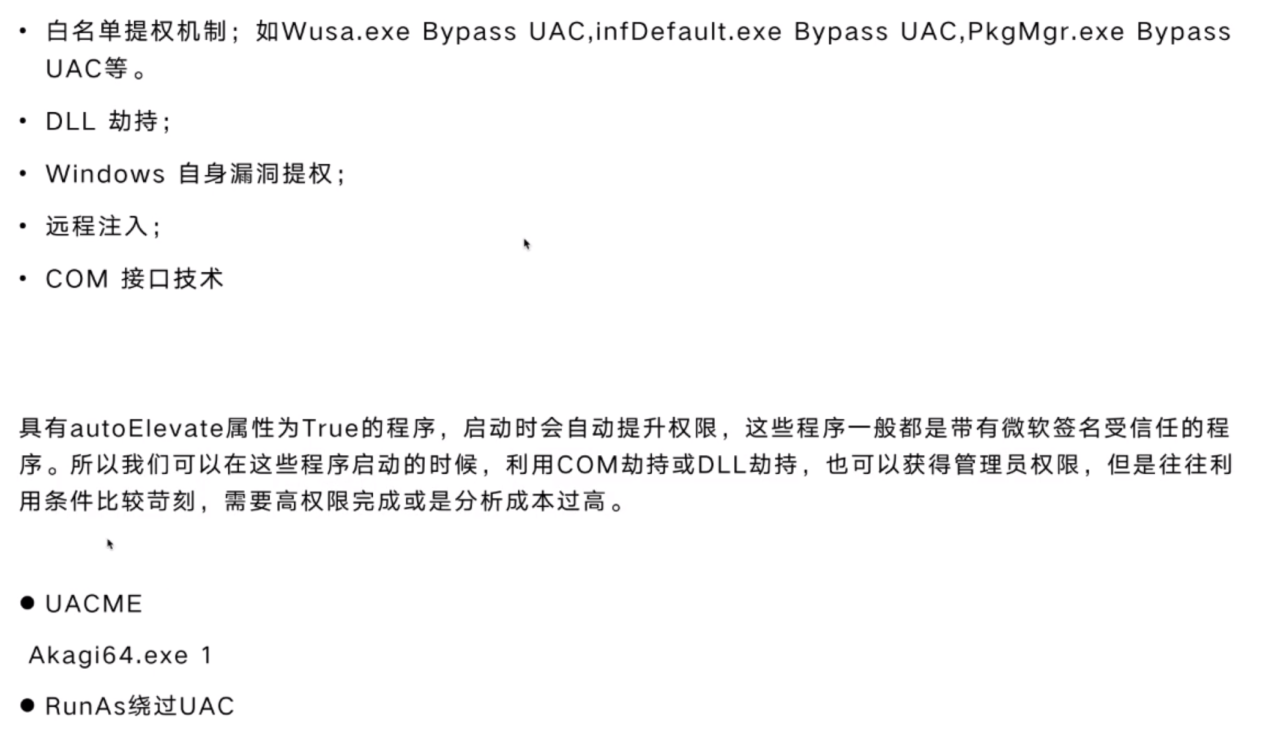 • 白名单提权机制；如Wusa.exe Bypass UAC,infDefault.exe Bypass UAC,PkgMgr.exe Bypass
UAC等。
• DLL 劫持；
• Windows 自身漏洞提权；
• 远程注入；
• COM 接口技术
具有autoElevate属性为True的程序，启动时会自动提升权限，这些程序一般都是带有微软签名受信任的程
序。所以我们可以在这些程序启动的时候，利用COM劫持或DLL劫持，也可以获得管理员权限，但是往往利
用条件比较苛刻，需要高权限完成或是分析成本过高。
● UACME
Akagi64.exe 1
● RunAs绕过UAC